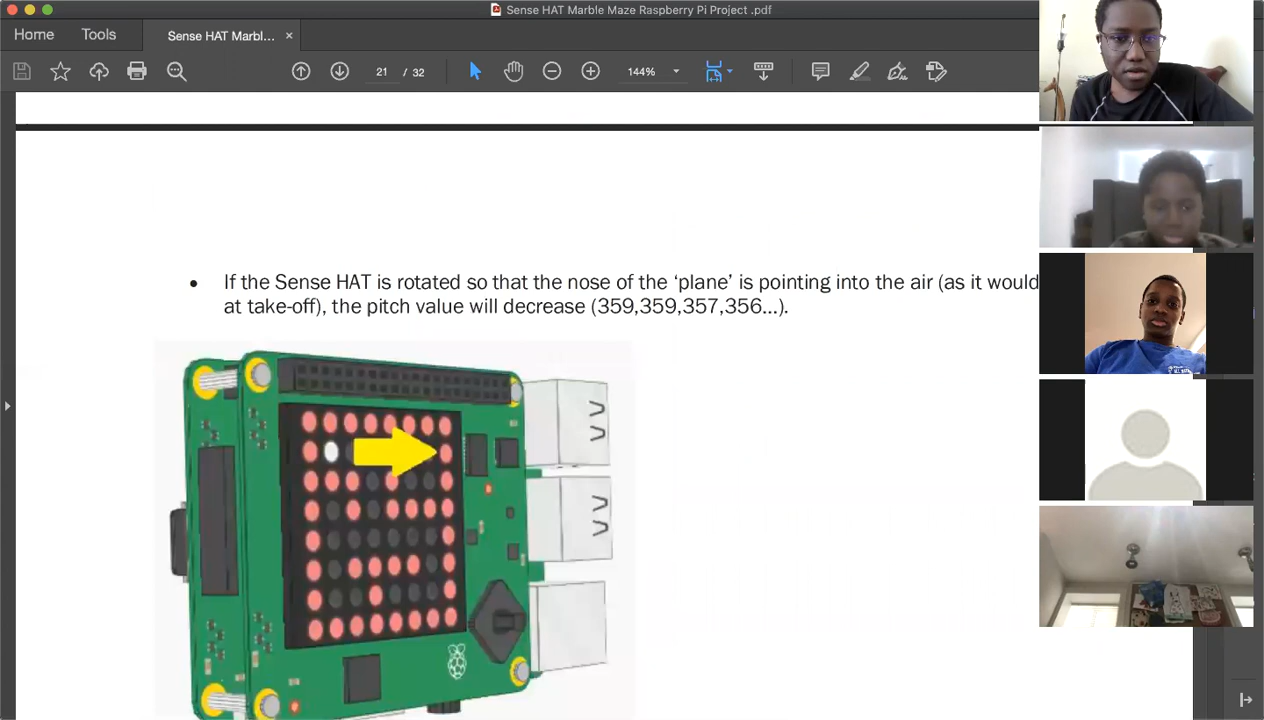 Sense HAT Marble Maze Raspberry Pi Project .pdf
Home Tools Sense HAT Marbl... ×
21 / 32 144%
• If the Sense HAT is rotated so that the nose of the ‘plane’ is pointing into the air (as it would
at take-off), the pitch value will decrease (359,359,357,356...).